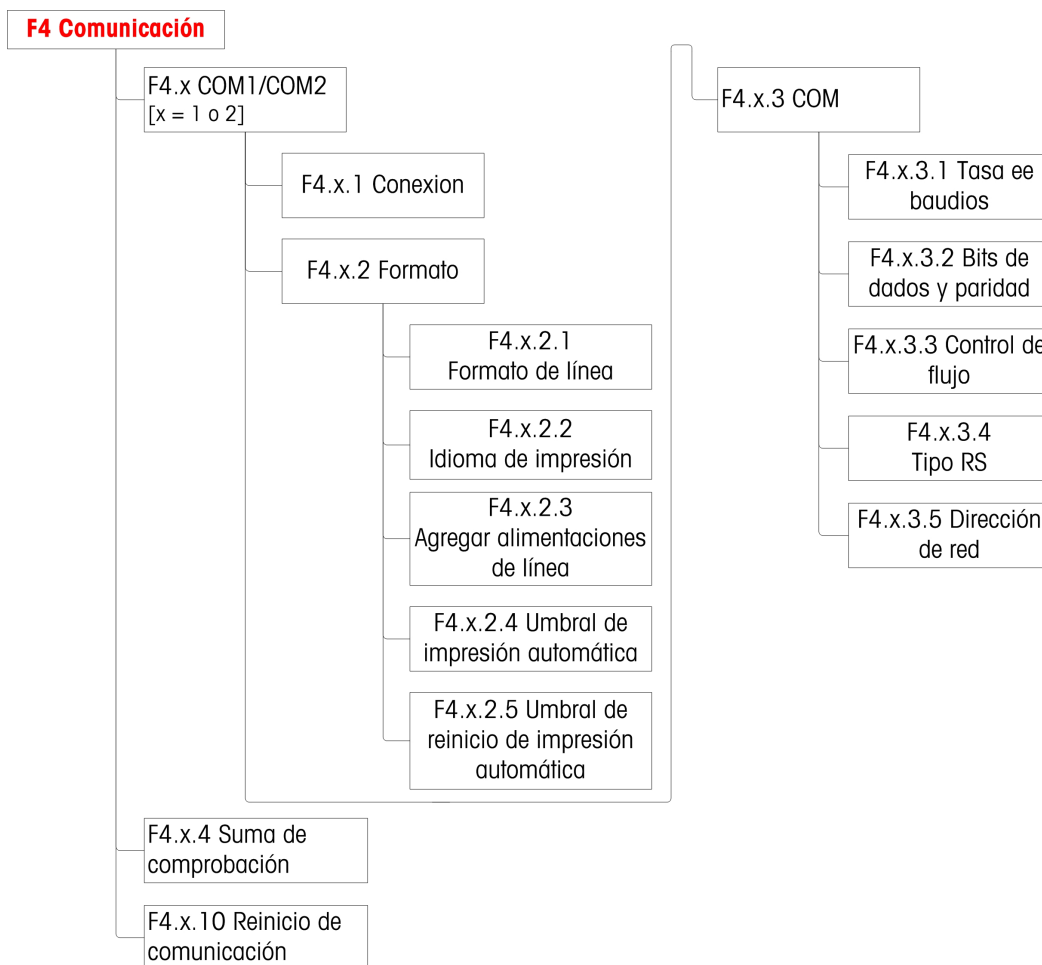 F4 Comunicación
F4.x COM1/COM2
[x = 1 o 2]
F4.x.1 Conexion
F4.x.2 Formato
F4.x.2.1
Formato de línea
F4.x.2.2
Idioma de impresión
F4.x.2.3
Agregar alimentaciones
de línea
F4.x.2.4 Umbral de
impresión automática
F4.x.2.5 Umbral de
reinicio de impresión
automática
F4.x.3 COM
F4.x.3.1 Tasa ee
baudios
F4.x.3.2 Bits de
dados y paridad
F4.x.3.3 Control de
flujo
F4.x.3.4
Tipo RS
F4.x.3.5 Dirección
de red
F4.x.4 Suma de
comprobación
F4.x.10 Reinicio de
comunicación